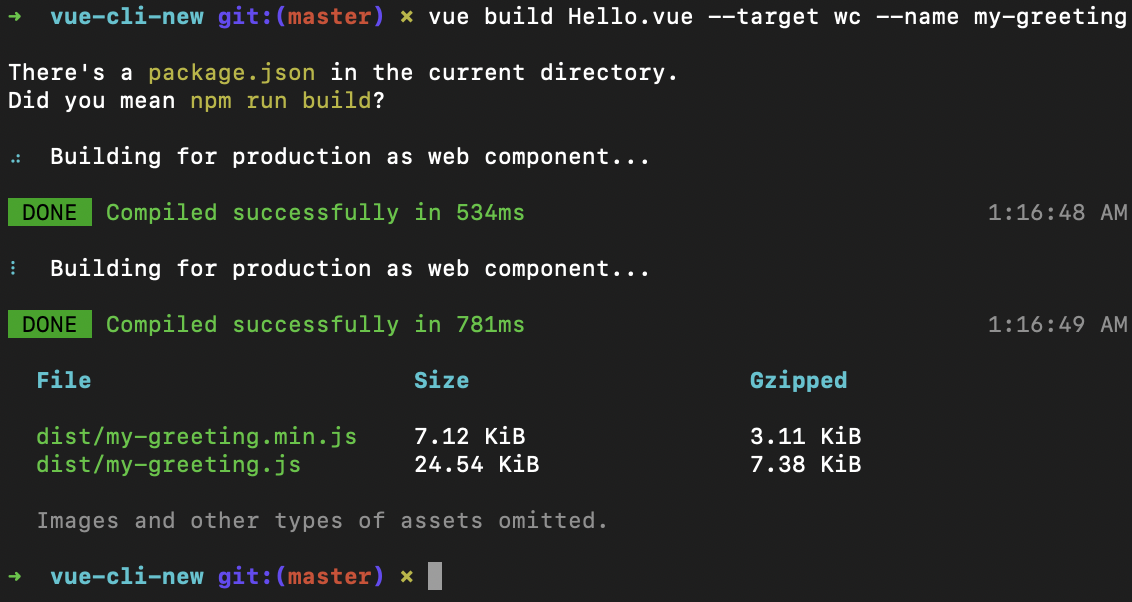 ➜ vue-cli-new git:(master) × vue build Hello.vue --target wc --name my-greeting
There's a package.json in the current directory.
Did you mean npm run build?
Building for production as web component...
DONE Compiled successfully in 534ms 1:16:48 AM
Building for production as web component...
DONE Compiled successfully in 781ms 1:16:49 AM
File Size Gzipped
dist/my-greeting.min.js 7.12 KiB 3.11 KiB
dist/my-greeting.js 24.54 KiB 7.38 KiB
Images and other types of assets omitted.
➜ vue-cli-new git:(master) ×